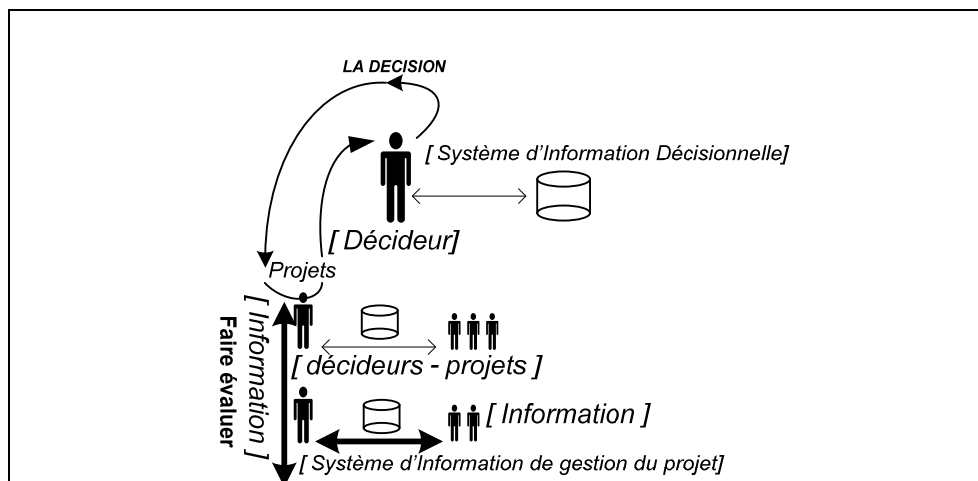 LA DECISION
[ Système d'Information Décisionnelle]
[ Décideur]
Projets
[ Information ]
Faire évaluer
[ décideurs - projets ]
[ Information ]
[ Système d'Information de gestion du projet]